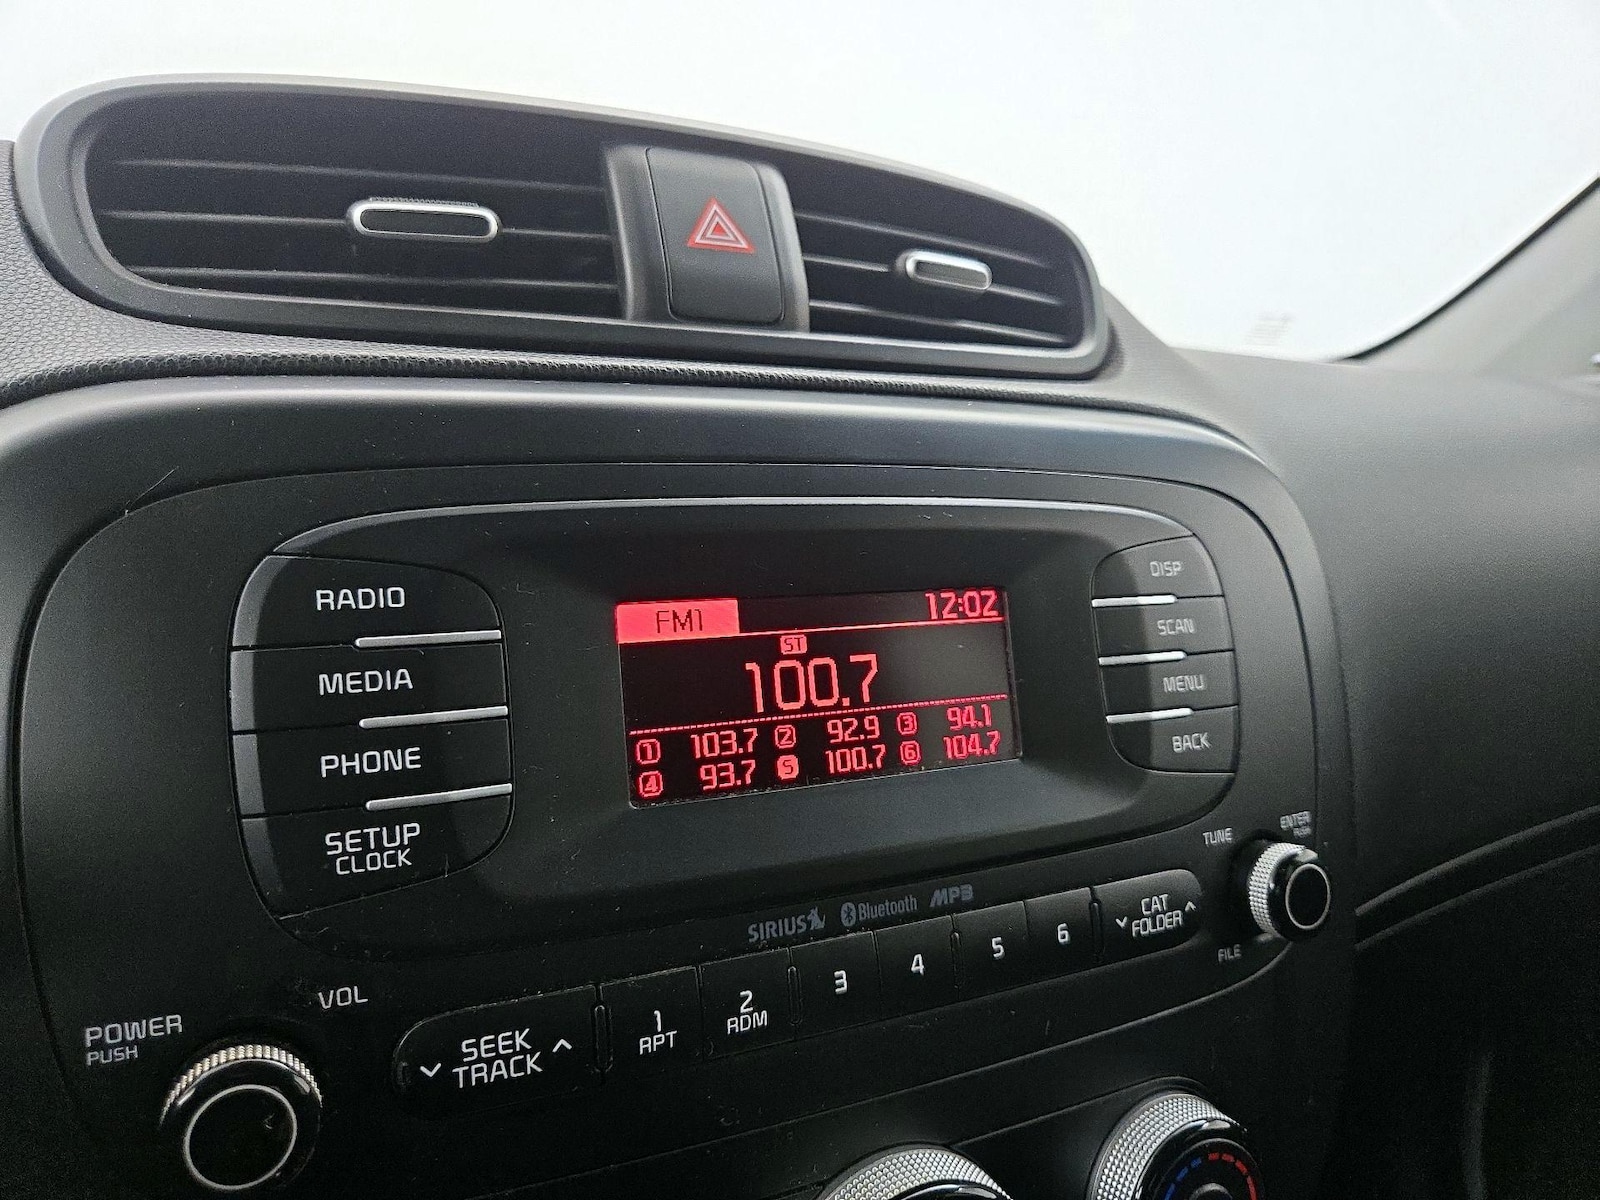 RADIO
MEDIA
PHONE
SETUP
CLOCK
FM1 12:02
ST
100.7
1 103.7 2 92.9 3 94.1
4 93.7 5 100.7 6 104.7
DISP
SCAN
MENU
BACK
TUNE
ENTER
PUSH
FILE
SIRIUS Bluetooth MP3
VOL
POWER
PUSH
SEEK
TRACK
1
RPT
2
RDM
3
4
5
6
CAT
FOLDER